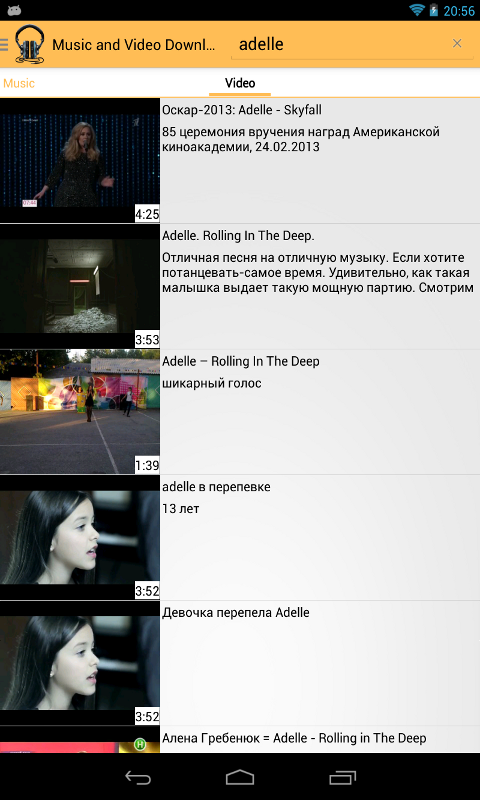 20:56
Music and Video Downl...
adelle
Music
Video
Оскар-2013: Adelle - Skyfall
85 церемония вручения наград Американской
киноакадемии, 24.02.2013
4:25
Adelle. Rolling In The Deep.
Отличная песня на отличную музыку. Если хотите
потанцевать-самое время. Удивительно, как такая
малышка выдает такую мощную партию. Смотрим
3:53
Adelle – Rolling In The Deep
шикарный голос
1:39
adelle в перепевке
13 лет
3:52
Девочка перепела Adelle
3:52
Алена Гребенюк = Adelle - Rolling in The Deep